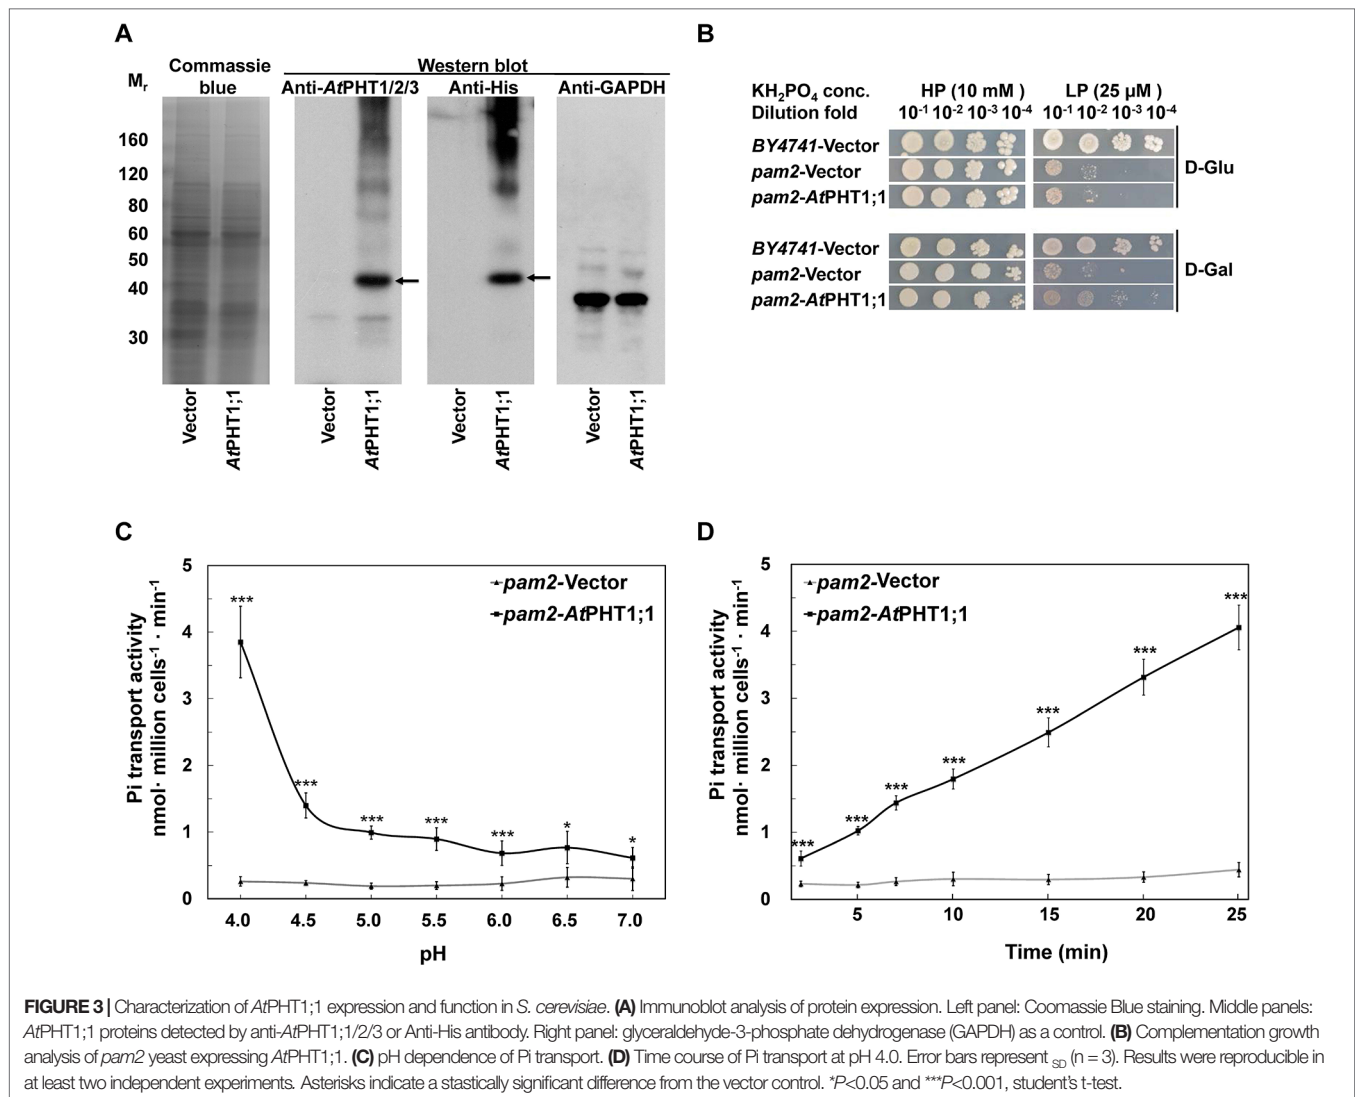 A
Commassie
blue
Western blot
Anti-AtPHT1/2/3
Anti-His
Anti-GAPDH
Mr
160
120
80
60
50
40
30
Vector
AtPHT1;1
Vector
AtPHT1;1
Vector
AtPHT1;1
Vector
AtPHT1;1
B
KH2PO4 conc. HP (10 mM ) LP (25 µM )
Dilution fold 10-1 10-2 10-3 10-4 10-1 10-2 10-3 10-4
BY4741-Vector
pam2-Vector
pam2-AtPHT1;1
D-Glu
BY4741-Vector
pam2-Vector
pam2-AtPHT1;1
D-Gal
C
Pi transport activity
nmol· million cells-1 · min-1
5
4
3
2
1
0
pam2-Vector
pam2-AtPHT1;1
***
***
***
***
***
*
*
4.0 4.5 5.0 5.5 6.0 6.5 7.0
pH
D
Pi transport activity
nmol· million cells-1 · min-1
5
4
3
2
1
0
pam2-Vector
pam2-AtPHT1;1
***
***
***
***
***
***
***
5 10 15 20 25
Time (min)
FIGURE 3 | Characterization of AtPHT1;1 expression and function in S. cerevisiae. (A) Immunoblot analysis of protein expression. Left panel: Coomassie Blue staining. Middle panels:
AtPHT1;1 proteins detected by anti-AtPHT1;1/2/3 or Anti-His antibody. Right panel: glyceraldehyde-3-phosphate dehydrogenase (GAPDH) as a control. (B) Complementation growth
analysis of pam2 yeast expressing AtPHT1;1. (C) pH dependence of Pi transport. (D) Time course of Pi transport at pH 4.0. Error bars represent SD (n = 3). Results were reproducible in
at least two independent experiments. Asterisks indicate a stastically significant difference from the vector control. *P<0.05 and ***P<0.001, student's t-test.